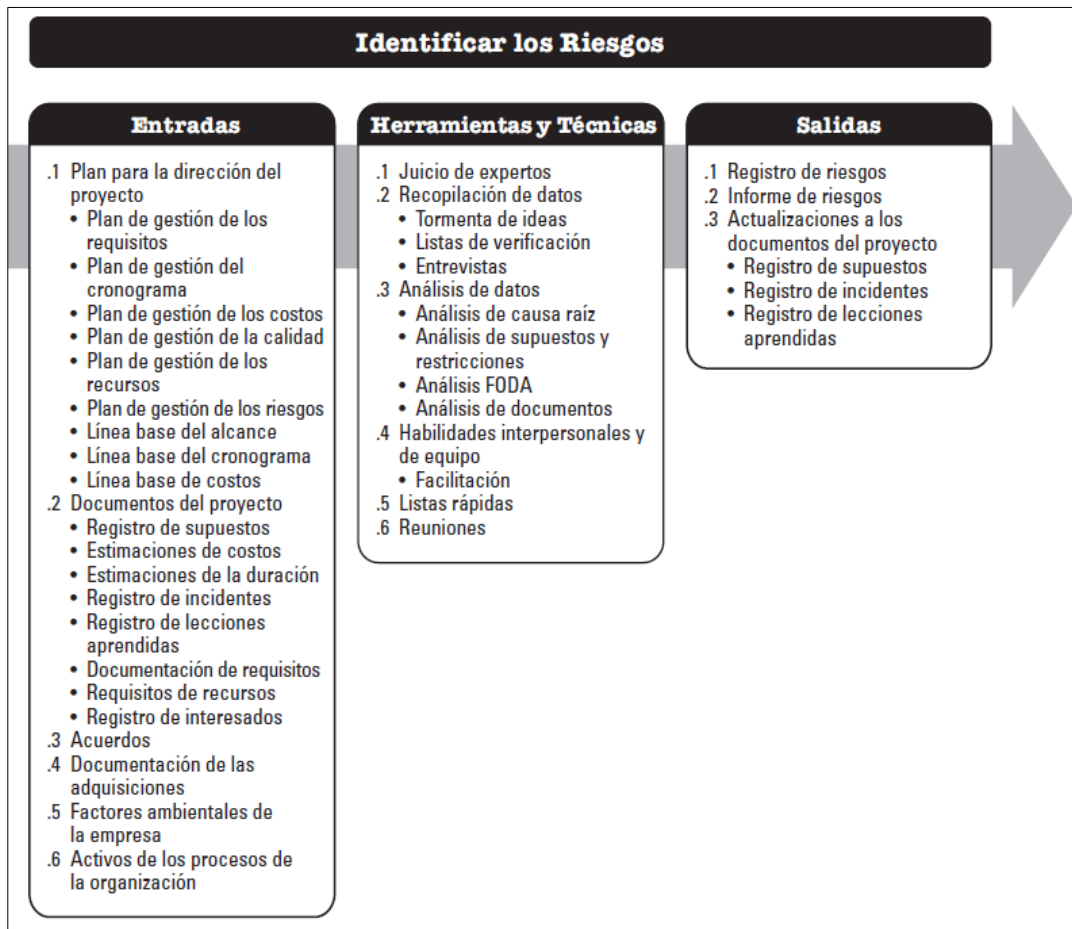 Identificar los Riesgos
Entradas
.1 Plan para la dirección del
proyecto
• Plan de gestión de los
requisitos
• Plan de gestión del
cronograma
• Plan de gestión de los costos
• Plan de gestión de la calidad
• Plan de gestión de los
recursos
• Plan de gestión de los riesgos
• Línea base del alcance
• Línea base del cronograma
• Línea base de costos
.2 Documentos del proyecto
• Registro de supuestos
• Estimaciones de costos
• Estimaciones de la duración
• Registro de incidentes
• Registro de lecciones
aprendidas
• Documentación de requisitos
• Requisitos de recursos
• Registro de interesados
.3 Acuerdos
.4 Documentación de las
adquisiciones
.5 Factores ambientales de
la empresa
.6 Activos de los procesos de
la organización
Herramientas y Técnicas
.1 Juicio de expertos
.2 Recopilación de datos
• Tormenta de ideas
• Listas de verificación
• Entrevistas
.3 Análisis de datos
• Análisis de causa raíz
• Análisis de supuestos y
restricciones
• Análisis FODA
• Análisis de documentos
.4 Habilidades interpersonales y
de equipo
• Facilitación
.5 Listas rápidas
.6 Reuniones
Salidas
.1 Registro de riesgos
.2 Informe de riesgos
.3 Actualizaciones a los
documentos del proyecto
• Registro de supuestos
• Registro de incidentes
• Registro de lecciones
aprendidas